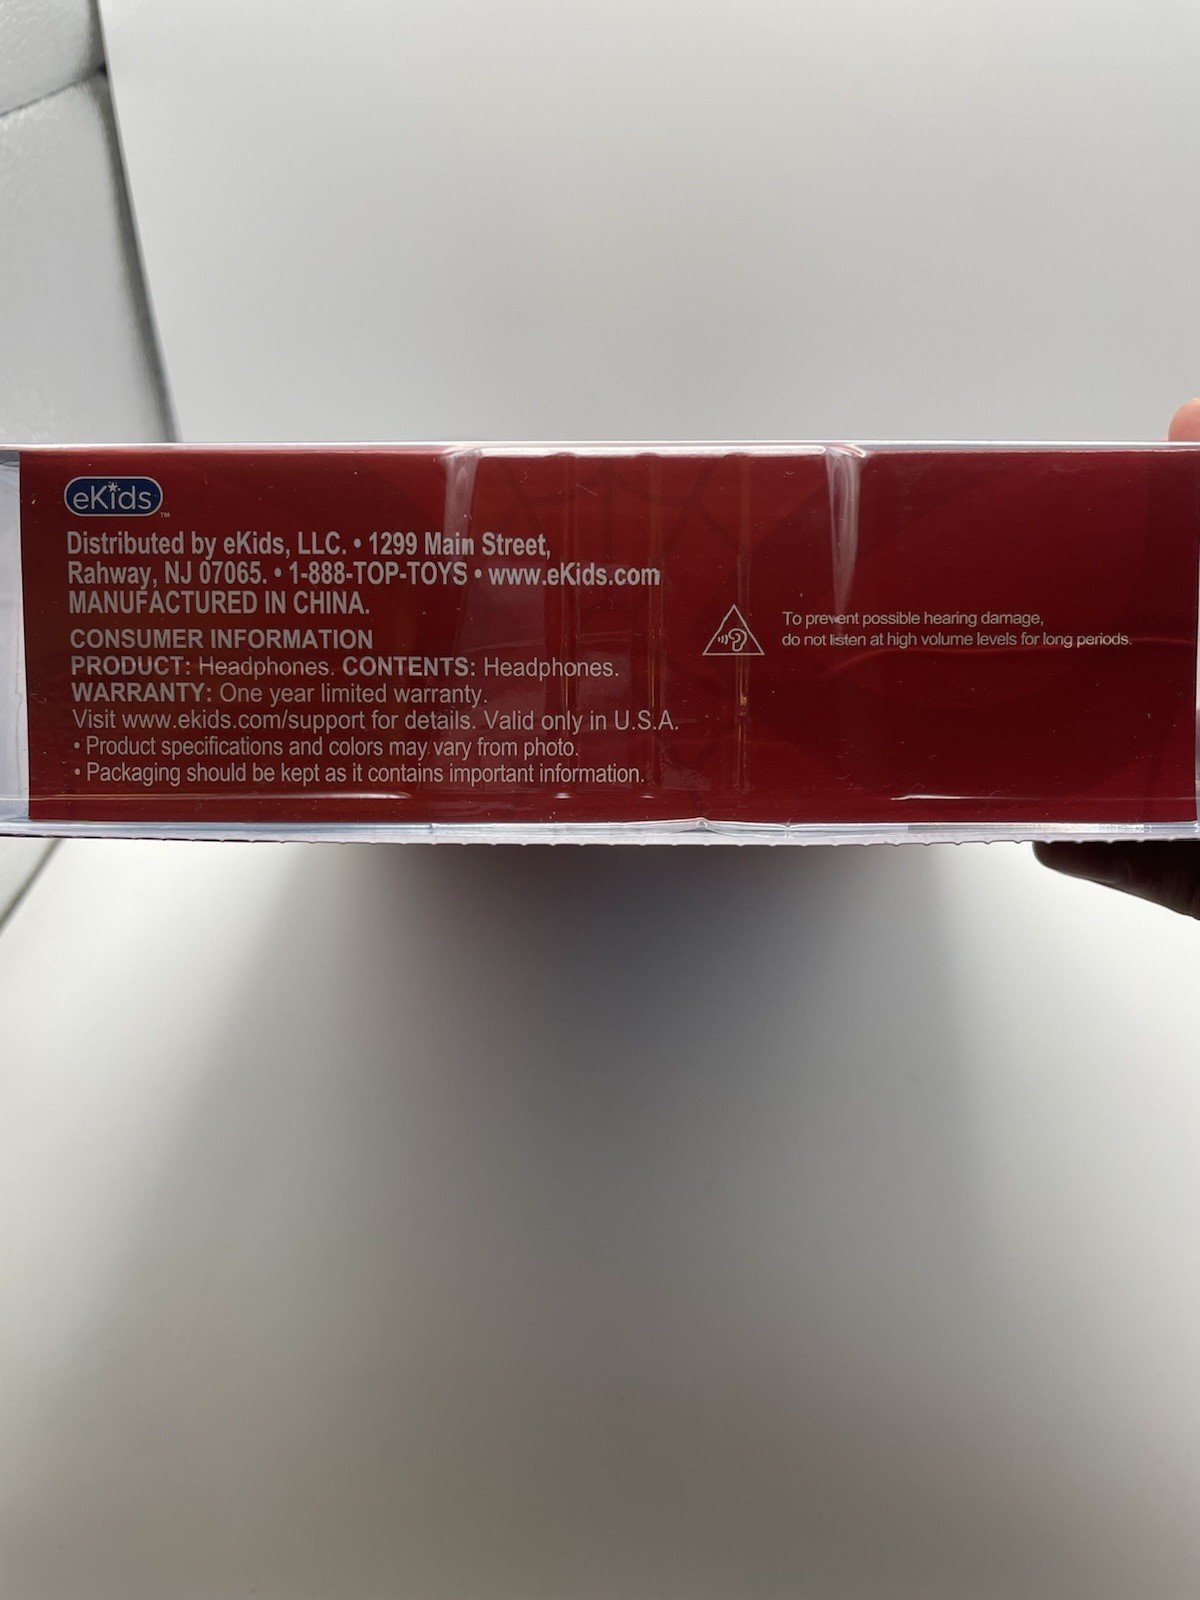 eKids™
Distributed by eKids, LLC. • 1299 Main Street,
Rahway, NJ 07065. • 1-888-TOP-TOYS • www.eKids.com
MANUFACTURED IN CHINA.
CONSUMER INFORMATION
PRODUCT: Headphones. CONTENTS: Headphones.
WARRANTY: One year limited warranty.
Visit www.ekids.com/support for details. Valid only in U.S.A.
• Product specifications and colors may vary from photo.
• Packaging should be kept as it contains important information.
To prevent possible hearing damage,
do not listen at high volume levels for long periods.